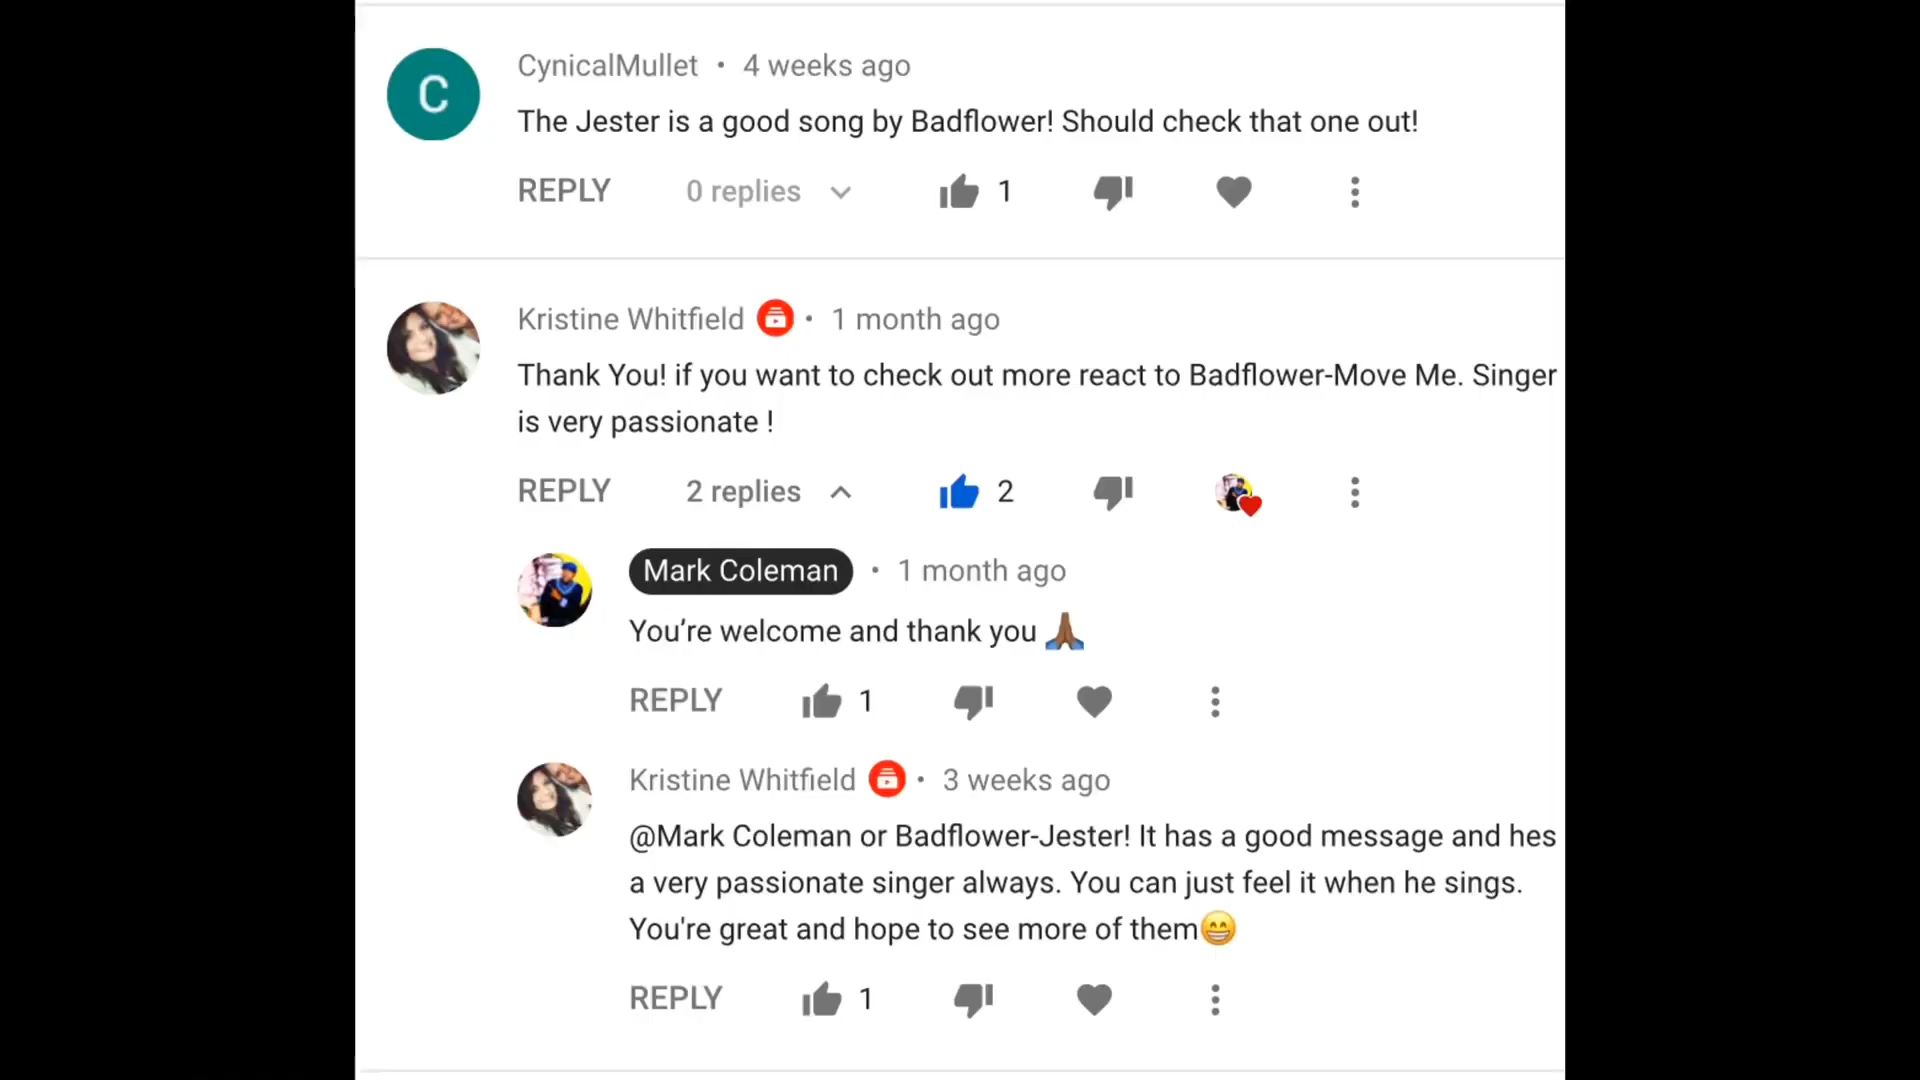 C
CynicalMullet • 4 weeks ago
The Jester is a good song by Badflower! Should check that one out!
REPLY 0 replies 1
Kristine Whitfield • 1 month ago
Thank You! if you want to check out more react to Badflower-Move Me. Singer
is very passionate !
REPLY 2 replies 2
Mark Coleman • 1 month ago
You’re welcome and thank you 🙏🏾
REPLY 1
Kristine Whitfield • 3 weeks ago
@Mark Coleman or Badflower-Jester! It has a good message and hes
a very passionate singer always. You can just feel it when he sings.
You're great and hope to see more of them😁
REPLY 1